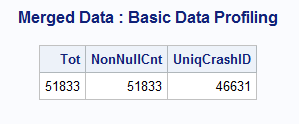 Merged Data : Basic Data Profiling
Tot NonNullCnt UniqCrashID
51833 51833 46631